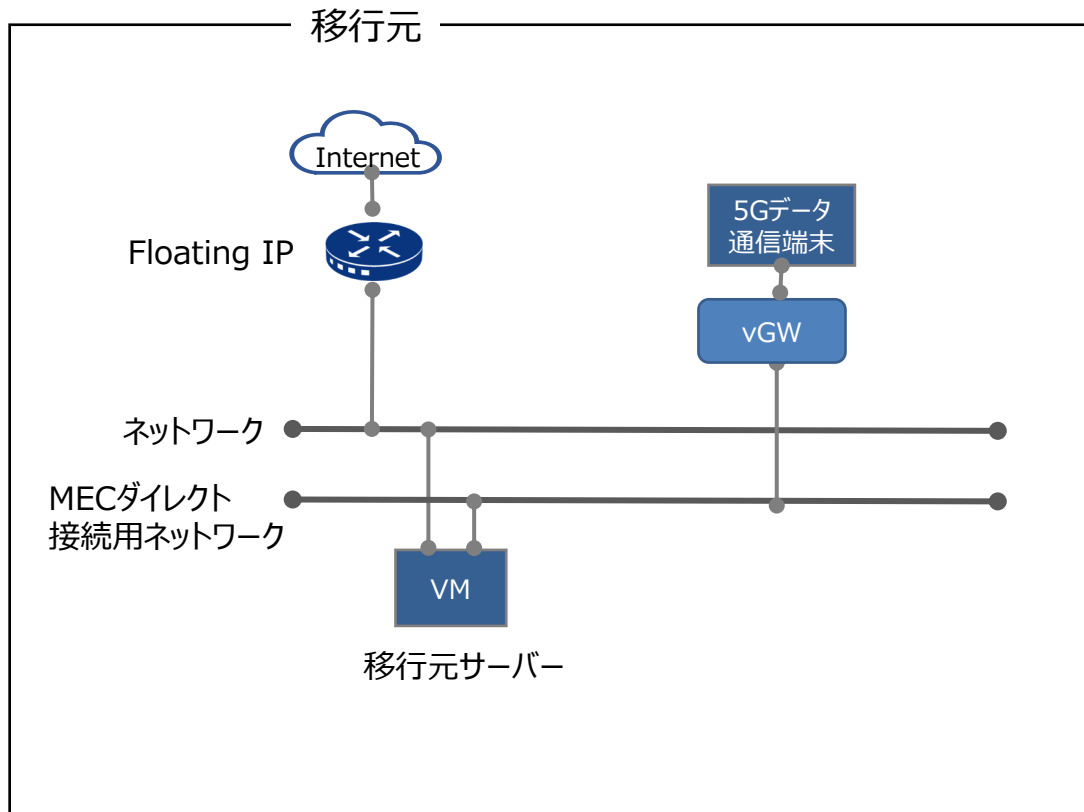 移行元
Internet
Floating IP
5Gデータ
通信端末
vGW
ネットワーク
MECダイレクト
接続用ネットワーク
VM
移行元サーバー